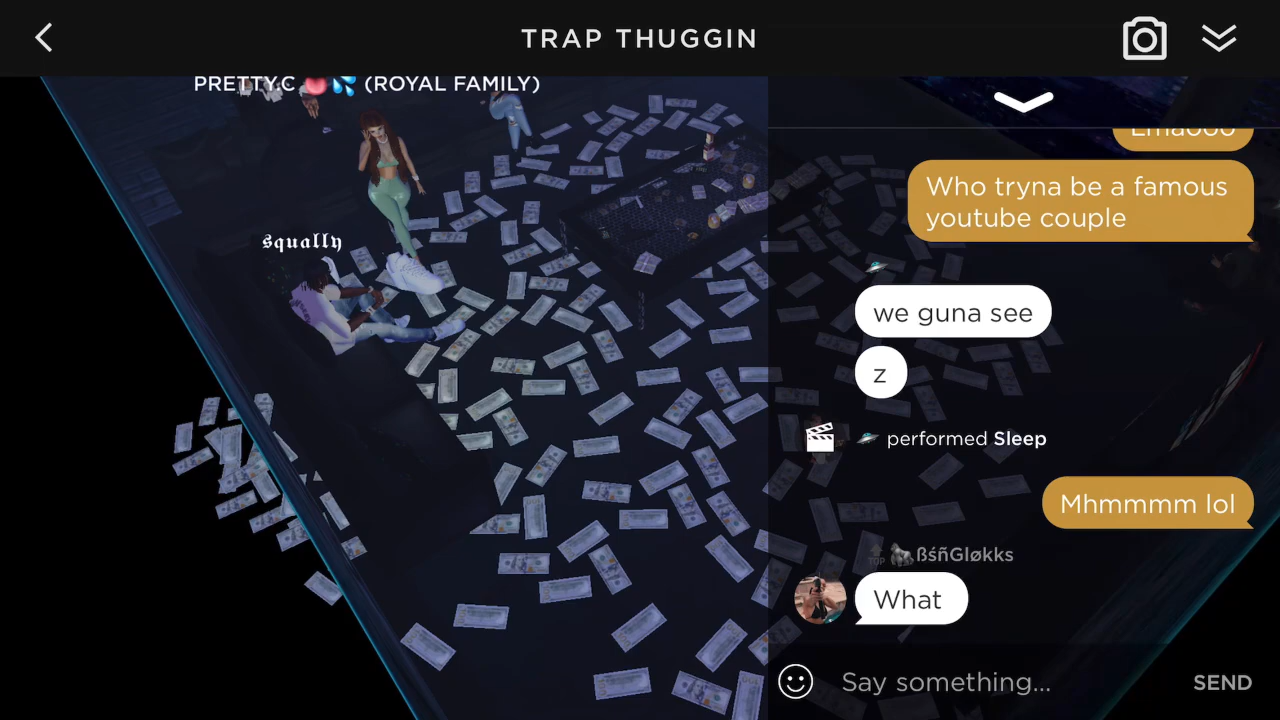 TRAP THUGGIN
PRETTY.C 🍑💦 (ROYAL FAMILY)
squally
Lmaooo
Who tryna be a famous
youtube couple
🛸
we guna see
z
🛸 performed Sleep
Mhmmmm lol
🔝🦍ßśñGløkks
What
Say something...
SEND